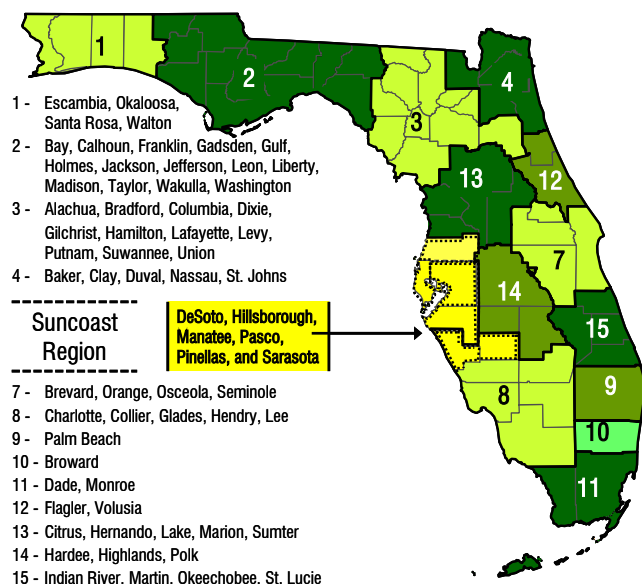 1
2
3
4
13
12
7
14
15
8
9
10
11
1 - Escambia, Okaloosa,
Santa Rosa, Walton
2 - Bay, Calhoun, Franklin, Gadsden, Gulf,
Holmes, Jackson, Jefferson, Leon, Liberty,
Madison, Taylor, Wakulla, Washington
3 - Alachua, Bradford, Columbia, Dixie,
Gilchrist, Hamilton, Lafayette, Levy,
Putnam, Suwannee, Union
4 - Baker, Clay, Duval, Nassau, St. Johns
Suncoast
Region
DeSoto, Hillsborough,
Manatee, Pasco,
Pinellas, and Sarasota
7 - Brevard, Orange, Osceola, Seminole
8 - Charlotte, Collier, Glades, Hendry, Lee
9 - Palm Beach
10 - Broward
11 - Dade, Monroe
12 - Flagler, Volusia
13 - Citrus, Hernando, Lake, Marion, Sumter
14 - Hardee, Highlands, Polk
15 - Indian River, Martin, Okeechobee, St. Lucie